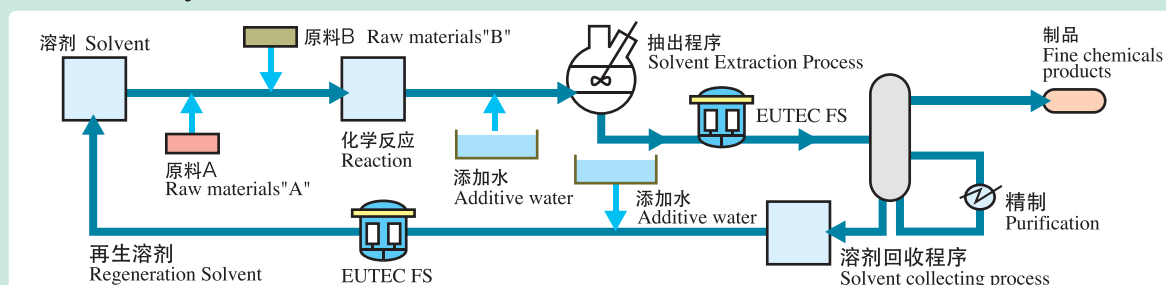 溶剂 Solvent
原料B Raw materials"B"
原料A
Raw materials"A"
化学反应
Reaction
添加水
Additive water
抽出程序
Solvent Extraction Process
EUTEC FS
制品
Fine chemicals
products
精制
Purification
添加水
Additive water
溶剂回收程序
Solvent collecting process
EUTEC FS
再生溶剂
Regeneration Solvent